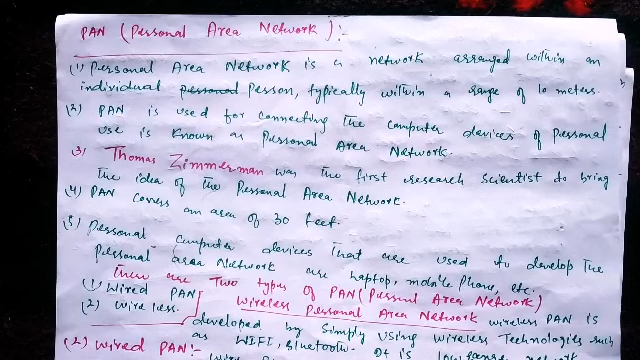 PAN (Personal Area Network):-
(1) Personal Area Network is a network arranged within an
individual personal Person, typically within a range of 10 meters.
(2) PAN is used for connecting the computer devices of personal
use is known as Personal Area Network.
(3) Thomas Zimmerman was the first research scientist to bring
the idea of the Personal Area Network.
(4) PAN covers an area of 30 feet.
(5) Personal computer devices that are used to develop the
personal area Network are laptop, mobile Phone, etc.
There are Two types of PAN (Personal Area Network)
(1) Wired PAN
(2) Wireless.
Wireless Personal Area Network wireless PAN is
developed by simply using wireless Technologies such
as WIFI, Bluetooth. It is low range network
(2) Wired PAN:-